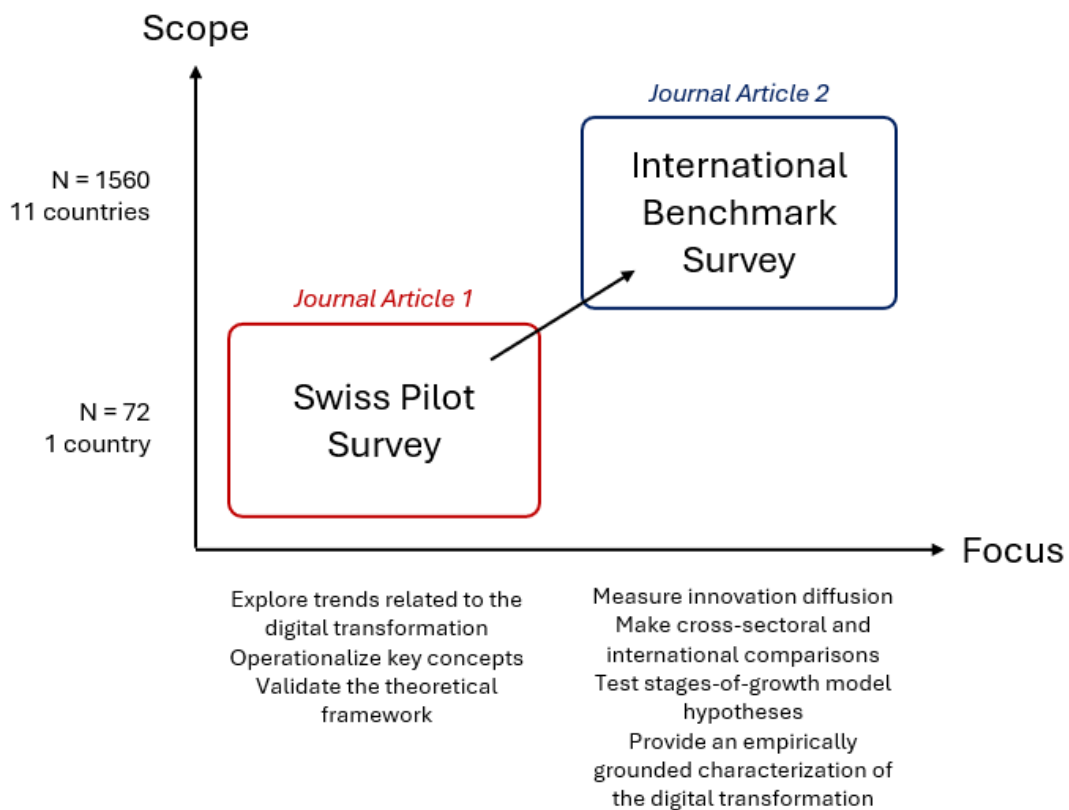 Scope
Journal Article 2
International
Benchmark
Survey
N = 1560
11 countries
Journal Article 1
Swiss Pilot
Survey
N = 72
1 country
Focus
Explore trends related to the
digital transformation
Operationalize key concepts
Validate the theoretical
framework
Measure innovation diffusion
Make cross-sectoral and
international comparisons
Test stages-of-growth model
hypotheses
Provide an empirically
grounded characterization of
the digital transformation